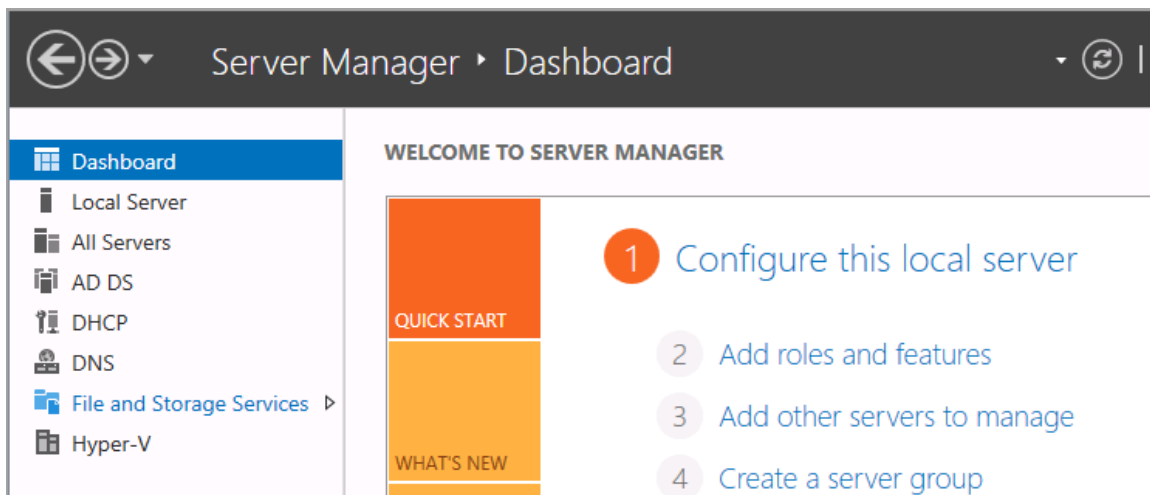 Server Manager ‣ Dashboard
Dashboard
Local Server
All Servers
AD DS
DHCP
DNS
File and Storage Services
Hyper-V
WELCOME TO SERVER MANAGER
QUICK START
WHAT'S NEW
1 Configure this local server
2 Add roles and features
3 Add other servers to manage
4 Create a server group